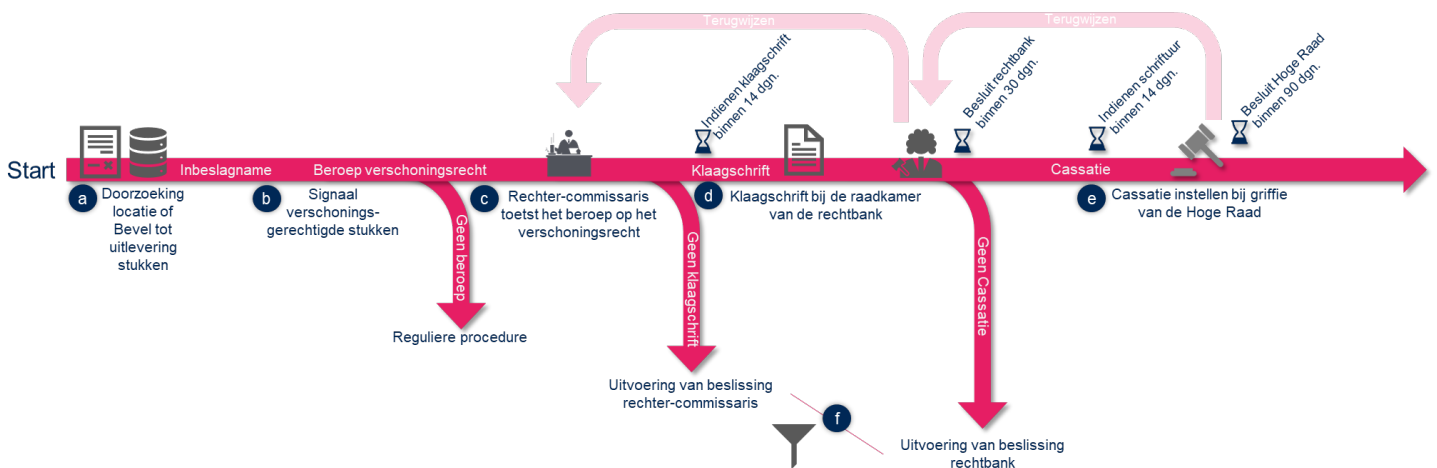 Terugwijzen
Terugwijzen
Indienen klaagschrift
binnen 14 dgn.
Besluit rechtbank
binnen 30 dgn.
Indienen schriftuur
binnen 14 dgn.
Besluit Hoge Raad
binnen 90 dgn.
Start
Inbeslagname
Beroep verschoningsrecht
Klaagschrift
Cassatie
a
Doorzoeking
locatie of
Bevel tot
uitlevering
stukken
b
Signaal
verschonings-
gerechtigde stukken
c
Rechter-commissaris
toetst het beroep op het
verschoningsrecht
d
Klaagschrift bij de raadkamer
van de rechtbank
e
Cassatie instellen bij griffie
van de Hoge Raad
Geen beroep
Geen klaagschrift
Geen Cassatie
Reguliere procedure
Uitvoering van beslissing
rechter-commissaris
f
Uitvoering van beslissing
rechtbank